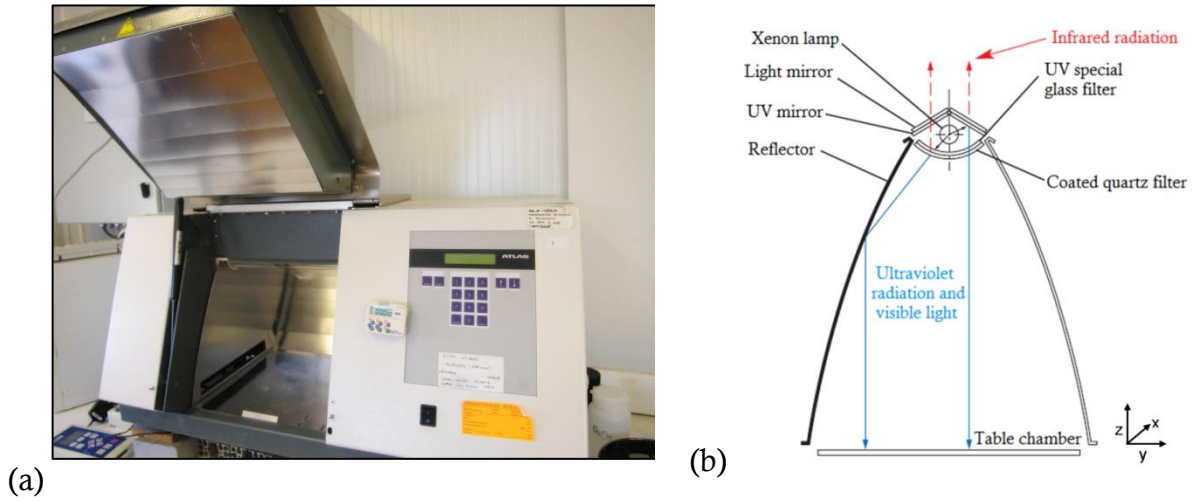 ATLAS
(a)
Xenon lamp
Light mirror
UV mirror
Reflector
Infrared radiation
UV special
glass filter
Coated quartz filter
Ultraviolet
radiation and
visible light
Table chamber
z
x
y
(b)